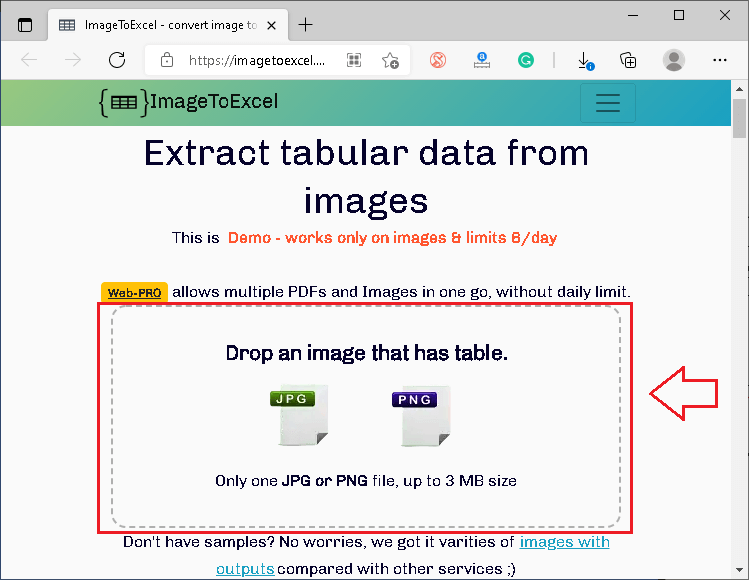 ImageToExcel - convert image to
https://imagetoexcel....
{ }ImageToExcel
Extract tabular data from
images
This is Demo - works only on images & limits 6/day
Web-PRO allows multiple PDFs and Images in one go, without daily limit.
Drop an image that has table.
JPG PNG
Only one JPG or PNG file, up to 3 MB size
Don't have samples? No worries, we got it varities of images with
outputs compared with other services ;)